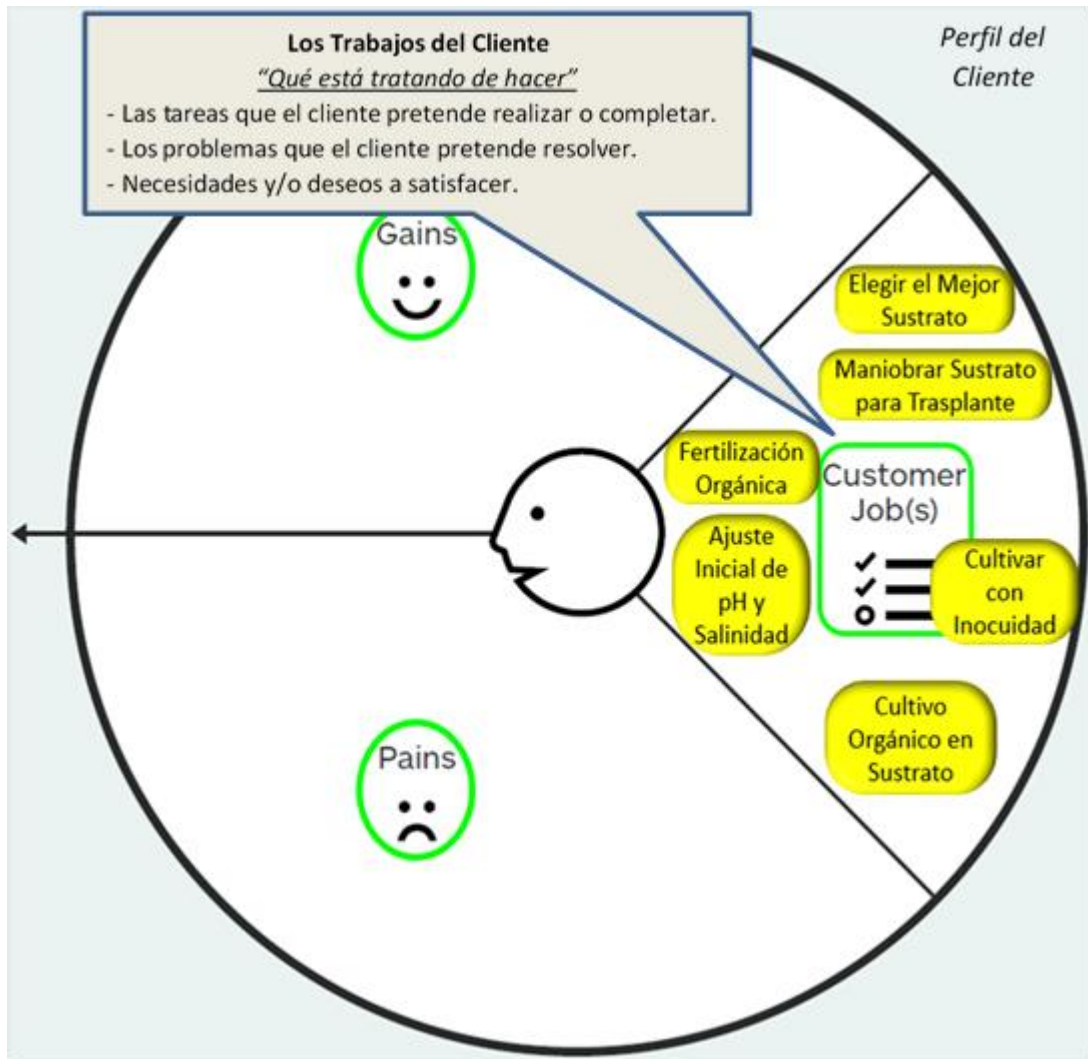 Los Trabajos del Cliente
“Qué está tratando de hacer”
- Las tareas que el cliente pretende realizar o completar.
- Los problemas que el cliente pretende resolver.
- Necesidades y/o deseos a satisfacer.
Perfil del
Cliente
Gains
Elegir el Mejor
Sustrato
Maniobrar Sustrato
para Trasplante
Fertilización
Orgánica
Customer
Job(s)
Ajuste
Inicial de
pH y
Salinidad
Cultivar
con
Inocuidad
Cultivo
Orgánico en
Sustrato
Pains